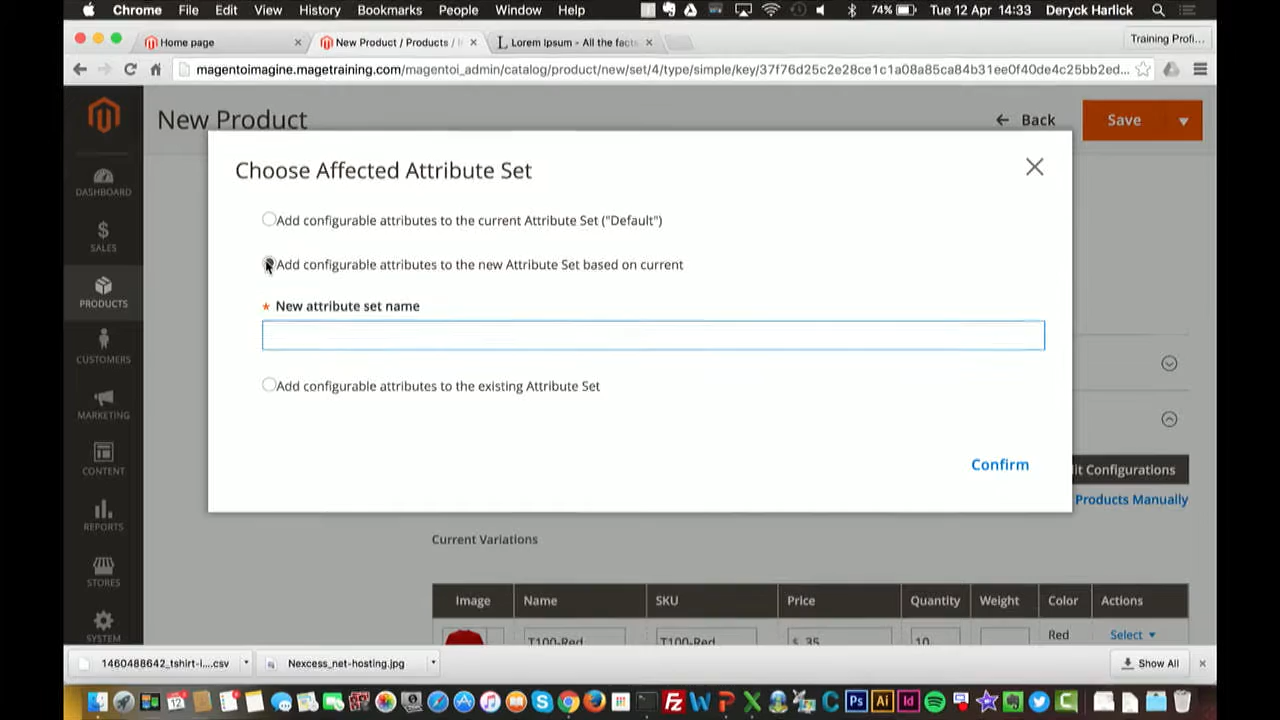 Chrome File Edit View History Bookmarks People Window Help 74% Tue 12 Apr 14:33 Deryck Harlick
Home page New Product / Products / Lorem Ipsum - All the facts Training Profi...
magentoimagine.magetraining.com/magentoi_admin/catalog/product/new/set/4/type/simple/key/37f76d25c2e28ce1c1a08a85ca84b31ee0f40de4c25bb2ed...
New Product Back Save
Choose Affected Attribute Set
DASHBOARD
Add configurable attributes to the current Attribute Set ("Default")
SALES
Add configurable attributes to the new Attribute Set based on current
PRODUCTS
* New attribute set name
CUSTOMERS
Add configurable attributes to the existing Attribute Set
MARKETING
Confirm
CONTENT
it Configurations
Products Manually
REPORTS
Current Variations
STORES
Image Name SKU Price Quantity Weight Color Actions
SYSTEM
T100-Red T100-Red $ 35 10 Red Select
1460488642_tshirt-i....csv Nexcess_net-hosting.jpg Show All